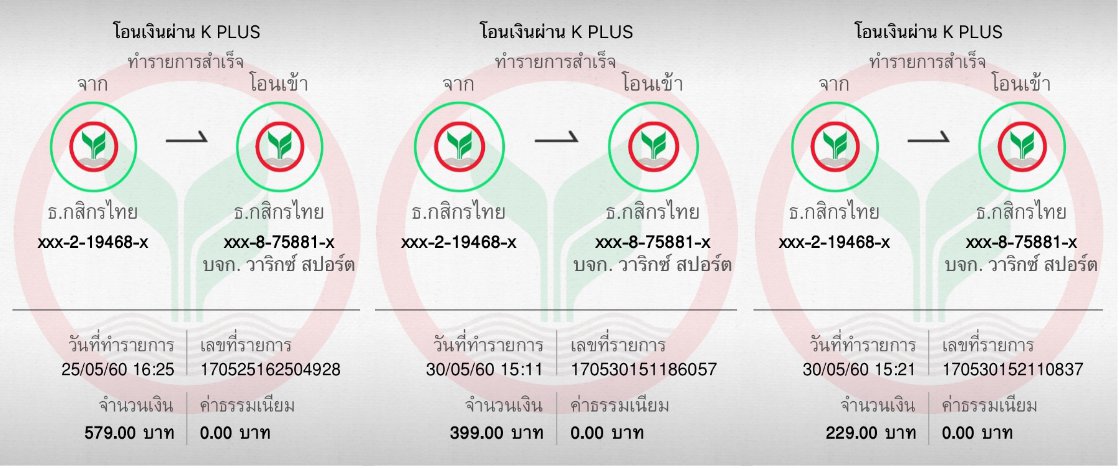 โอนเงินผ่าน K PLUS
ทำรายการสำเร็จ
จาก โอนเข้า
ธ.กสิกรไทย ธ.กสิกรไทย
xxx-2-19468-x xxx-8-75881-x
บจก. วาริกซ์ สปอร์ต
วันที่ทำรายการ เลขที่รายการ
25/05/60 16:25 170525162504928
จำนวนเงิน ค่าธรรมเนียม
579.00 บาท 0.00 บาท
โอนเงินผ่าน K PLUS
ทำรายการสำเร็จ
จาก โอนเข้า
ธ.กสิกรไทย ธ.กสิกรไทย
xxx-2-19468-x xxx-8-75881-x
บจก. วาริกซ์ สปอร์ต
วันที่ทำรายการ เลขที่รายการ
30/05/60 15:11 170530151186057
จำนวนเงิน ค่าธรรมเนียม
399.00 บาท 0.00 บาท
โอนเงินผ่าน K PLUS
ทำรายการสำเร็จ
จาก โอนเข้า
ธ.กสิกรไทย ธ.กสิกรไทย
xxx-2-19468-x xxx-8-75881-x
บจก. วาริกซ์ สปอร์ต
วันที่ทำรายการ เลขที่รายการ
30/05/60 15:21 170530152110837
จำนวนเงิน ค่าธรรมเนียม
229.00 บาท 0.00 บาท